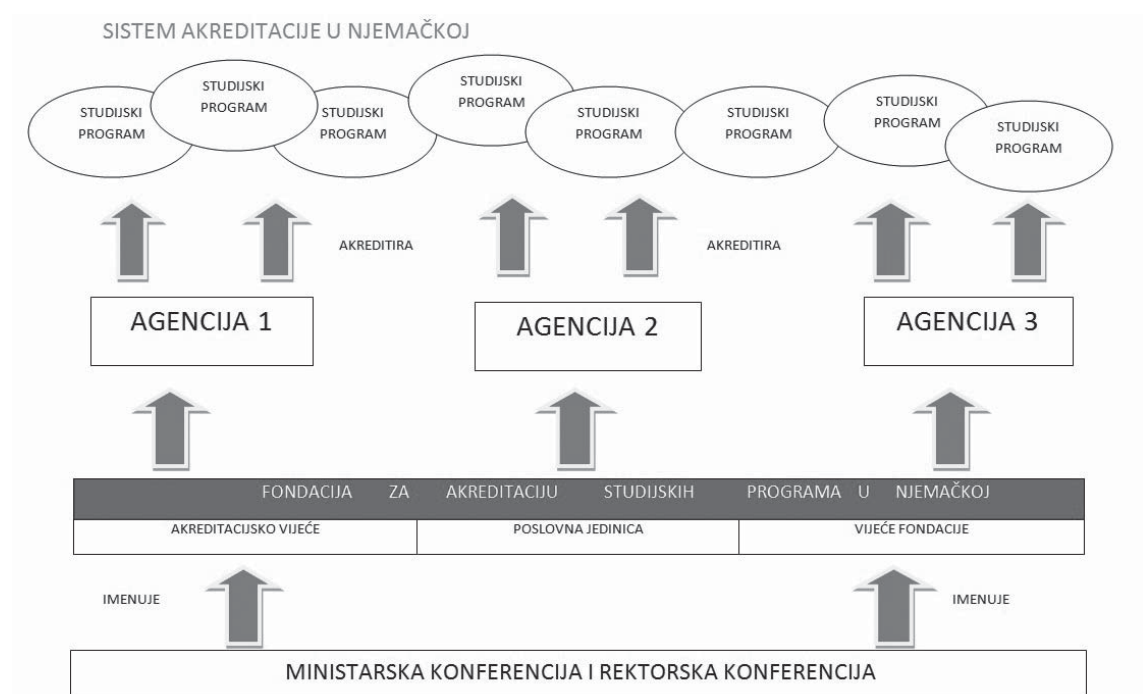 SISTEM AKREDITACIJE U NJEMAČKOJ
STUDIJSKI
PROGRAM
STUDIJSKI
PROGRAM
STUDIJSKI
PROGRAM
STUDIJSKI
PROGRAM
STUDIJSKI
PROGRAM
STUDIJSKI
PROGRAM
STUDIJSKI
PROGRAM
STUDIJSKI
PROGRAM
AKREDITIRA
AKREDITIRA
AGENCIJA 1
AGENCIJA 2
AGENCIJA 3
FONDACIJA ZA AKREDITACIJU STUDIJSKIH PROGRAMA U NJEMAČKOJ
AKREDITACIJSKO VIJEĆE
POSLOVNA JEDINICA
VIJEĆE FONDACIJE
IMENUJE
IMENUJE
MINISTARSKA KONFERENCIJA I REKTORSKA KONFERENCIJA